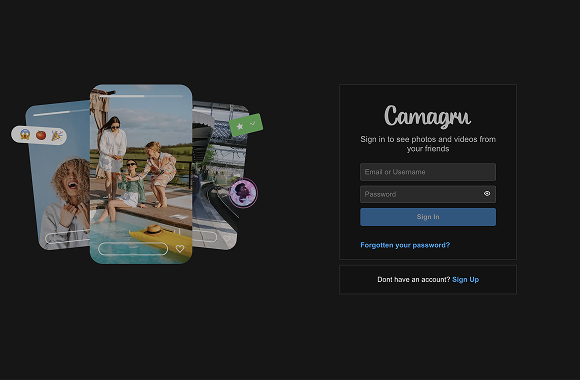 Camagru
Sign in to see photos and videos from
your friends
Email or Username
Password
Sign In
Forgotten your password?
Dont have an account? Sign Up